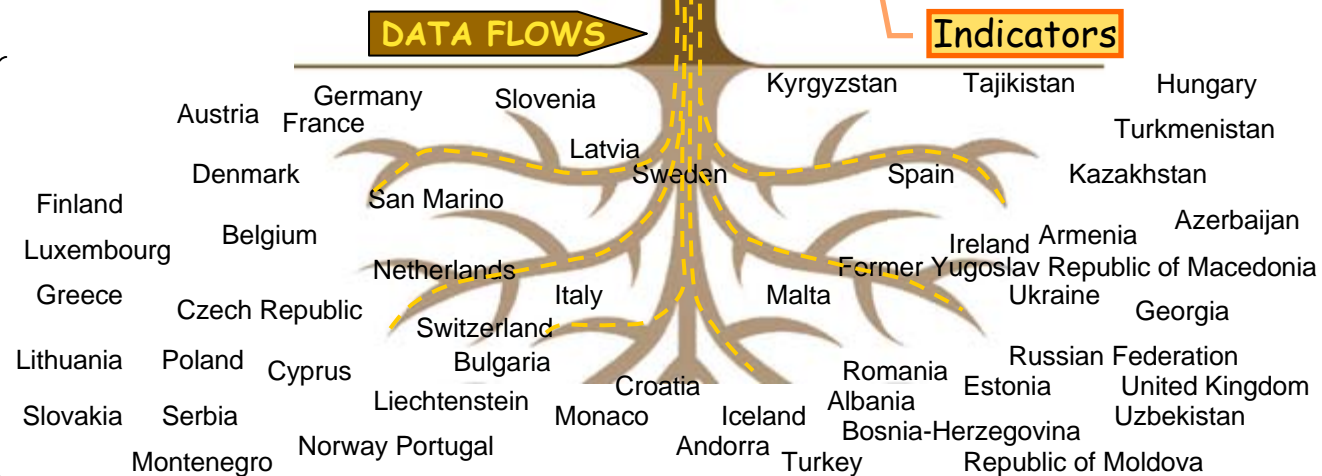 DATA FLOWS
Indicators
Kyrgyzstan
Tajikistan
Hungary
Germany
Slovenia
Austria
France
Turkmenistan
Latvia
Denmark
Sweden
Spain
Kazakhstan
San Marino
Finland
Azerbaijan
Luxembourg
Belgium
Ireland
Armenia
Netherlands
Former Yugoslav Republic of Macedonia
Greece
Italy
Malta
Ukraine
Czech Republic
Georgia
Switzerland
Lithuania
Poland
Cyprus
Bulgaria
Russian Federation
Romania
Croatia
Estonia
United Kingdom
Liechtenstein
Albania
Slovakia
Serbia
Monaco
Iceland
Uzbekistan
Bosnia-Herzegovina
Norway
Portugal
Andorra
Montenegro
Turkey
Republic of Moldova